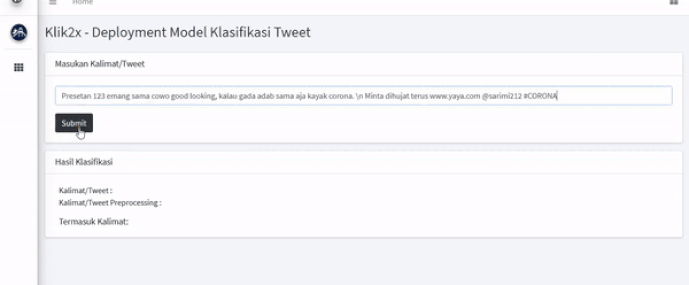 Home
Klik2x - Deployment Model Klasifikasi Tweet
Masukan Kalimat/Tweet
Presetan 123 emang sama cowo good looking, kalau gada adab sama aja kayak corona. \n Minta dihujat terus www.yaya.com @sarimi212 #CORONA
Submit
Hasil Klasifikasi
Kalimat/Tweet :
Kalimat/Tweet Preprocessing :
Termasuk Kalimat: